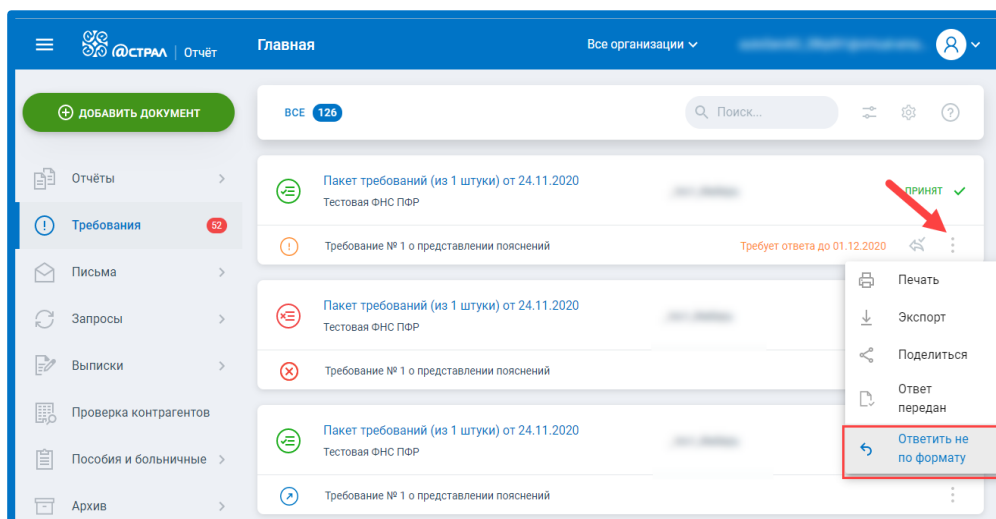 @СТРАЛ | Отчёт
Главная
Все организации
ДОБАВИТЬ ДОКУМЕНТ
ВСЕ 126
Поиск...
Отчёты
Требования 52
Письма
Запросы
Выписки
Проверка контрагентов
Пособия и больничные
Архив
Пакет требований (из 1 штуки) от 24.11.2020
Тестовая ФНС ПФР
ПРИНЯТ
Требование № 1 о представлении пояснений
Требует ответа до 01.12.2020
Пакет требований (из 1 штуки) от 24.11.2020
Тестовая ФНС ПФР
Требование № 1 о представлении пояснений
Пакет требований (из 1 штуки) от 24.11.2020
Тестовая ФНС ПФР
Требование № 1 о представлении пояснений
Печать
Экспорт
Поделиться
Ответ
передан
Ответить не
по формату